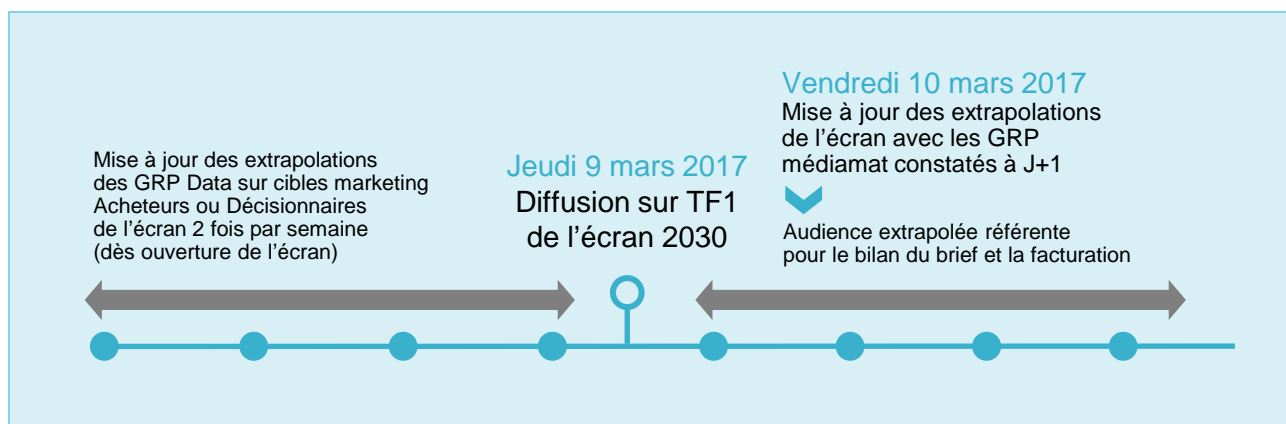 Mise à jour des extrapolations
des GRP Data sur cibles marketing
Acheteurs ou Décisionnaires
de l'écran 2 fois par semaine
(dès ouverture de l'écran)
Jeudi 9 mars 2017
Diffusion sur TF1
de l'écran 2030
Vendredi 10 mars 2017
Mise à jour des extrapolations
de l'écran avec les GRP
médiamat constatés à J+1
Audience extrapolée référente
pour le bilan du brief et la facturation